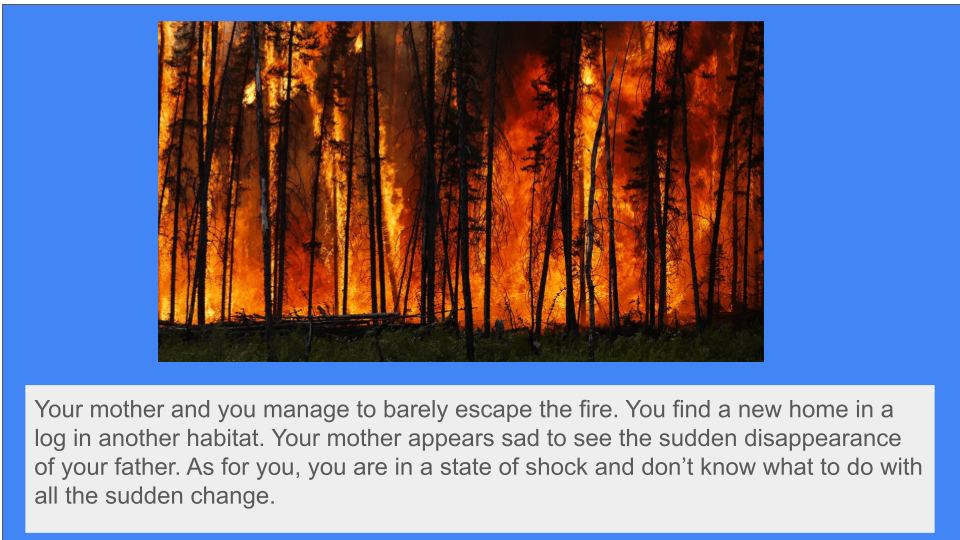 Your mother and you manage to barely escape the fire. You find a new home in a
log in another habitat. Your mother appears sad to see the sudden disappearance
of your father. As for you, you are in a state of shock and don’t know what to do with
all the sudden change.